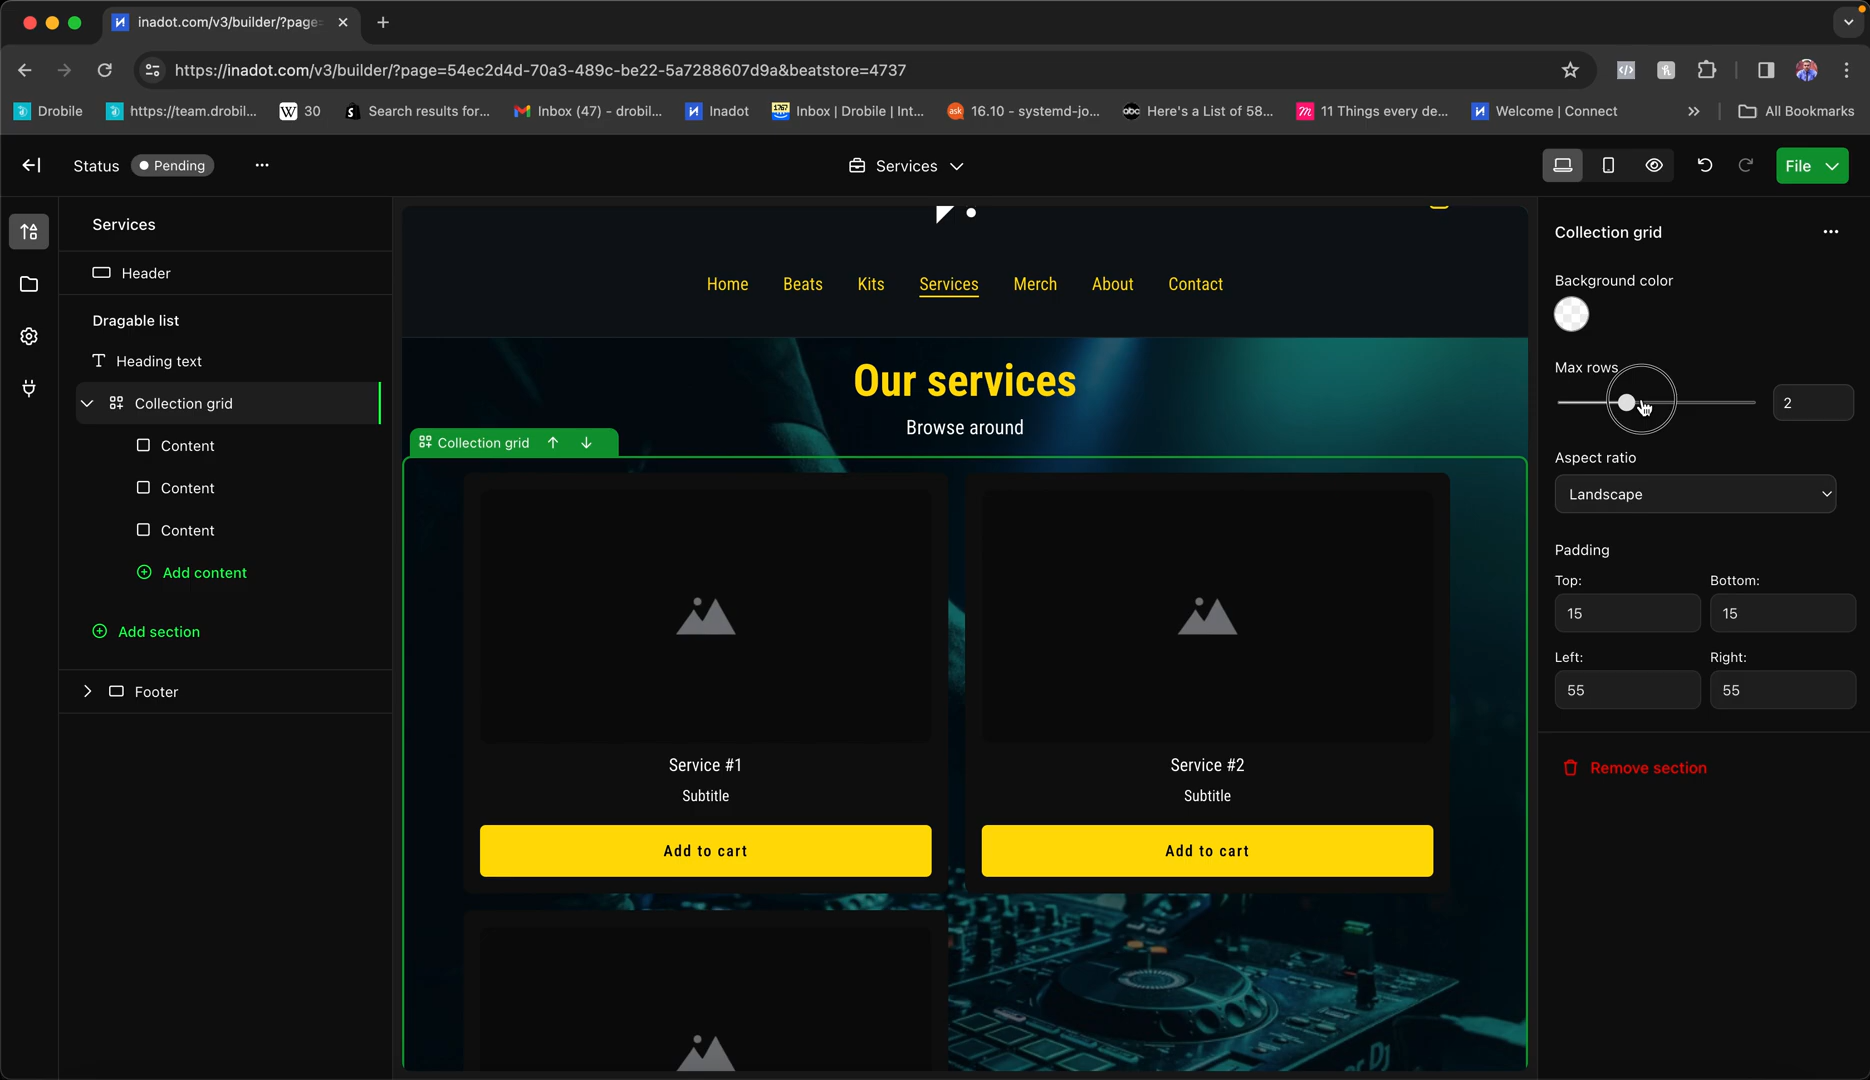 inadot.com/v3/builder/?page=
https://inadot.com/v3/builder/?page=54ec2d4d-70a3-489c-be22-5a7288607d9a&beatstore=4737
Drobile
https://team.drobil...
W 30
Search results for...
Inbox (47) - drobil...
Inadot
Inbox | Drobile | Int...
ask 16.10 - systemd-jo...
abc Here's a List of 58...
11 Things every de...
Welcome | Connect
All Bookmarks
Status
Pending
Services
File
Services
Header
Dragable list
Heading text
Collection grid
Content
Content
Content
Add content
Add section
Footer
Home Beats Kits Services Merch About Contact
Our services
Browse around
Collection grid
Service #1
Subtitle
Add to cart
Service #2
Subtitle
Add to cart
Collection grid
Background color
Max rows
2
Aspect ratio
Landscape
Padding
Top: Bottom:
15 15
Left: Right:
55 55
Remove section